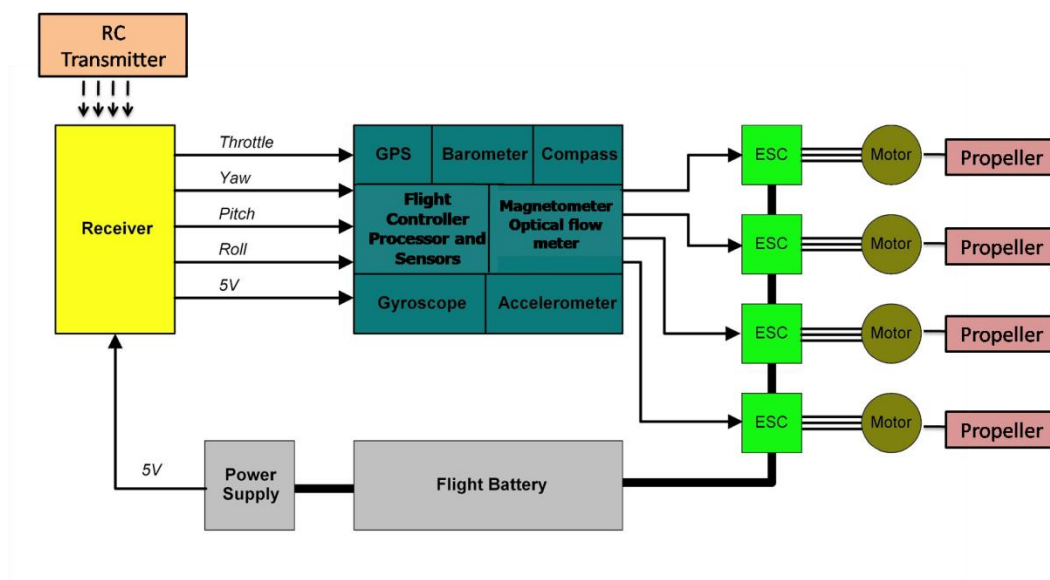 RC
Transmitter
Throttle
Yaw
Pitch
Roll
5V
Receiver
GPS
Barometer
Compass
Flight
Controller
Processor and
Sensors
Magnetometer
Optical flow
meter
Gyroscope
Accelerometer
ESC
Motor
Propeller
ESC
Motor
Propeller
ESC
Motor
Propeller
ESC
Motor
Propeller
5V
Power
Supply
Flight Battery